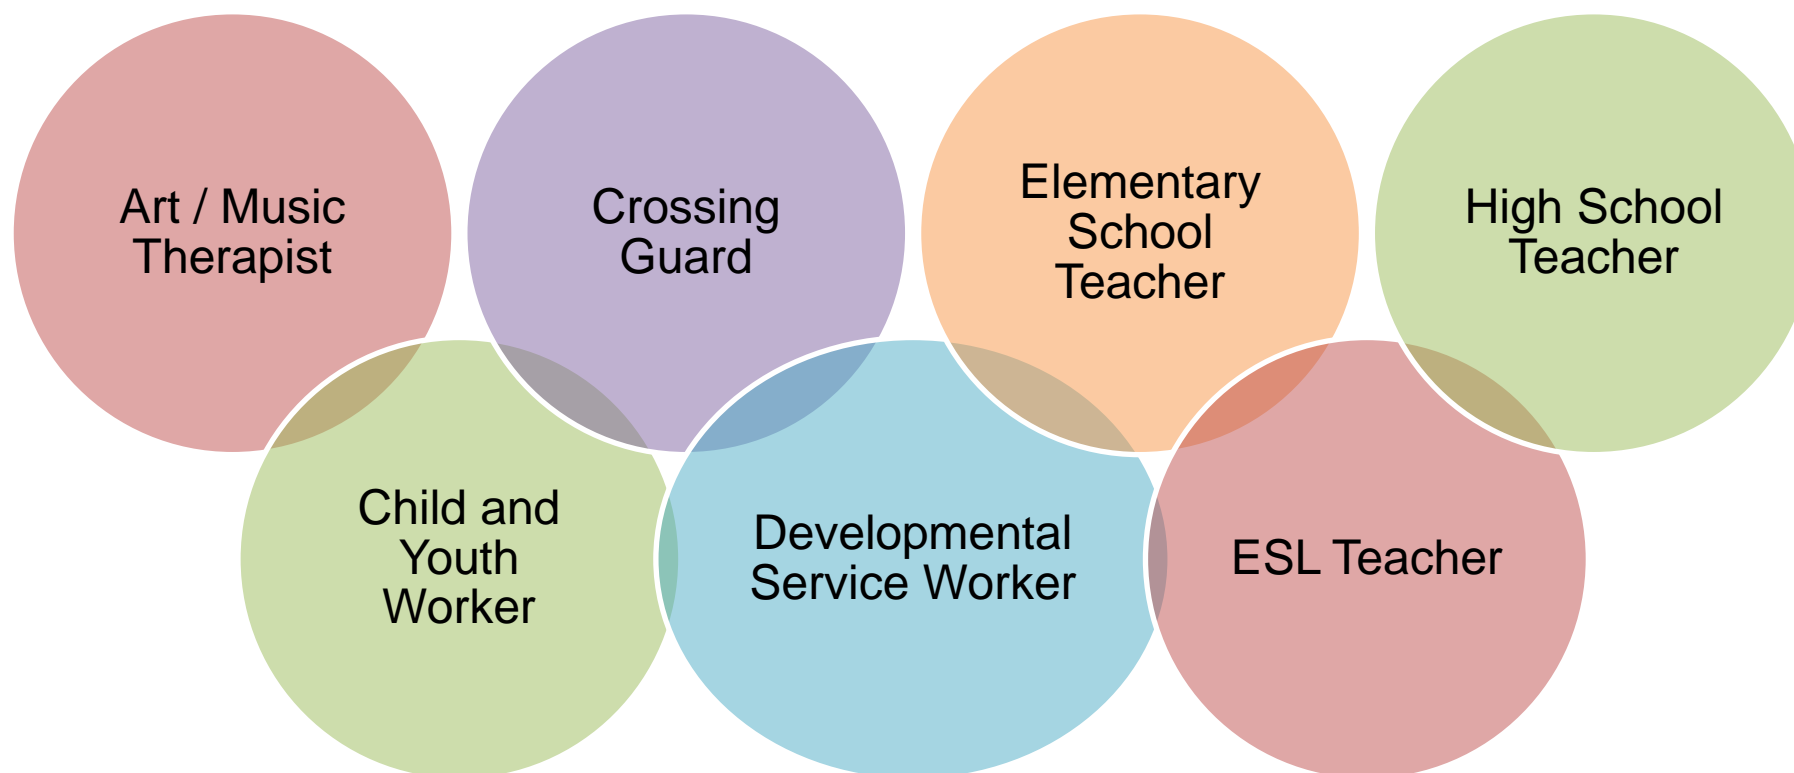 Art / Music
Therapist
Crossing
Guard
Elementary
School
Teacher
High School
Teacher
Child and
Youth
Worker
Developmental
Service Worker
ESL Teacher